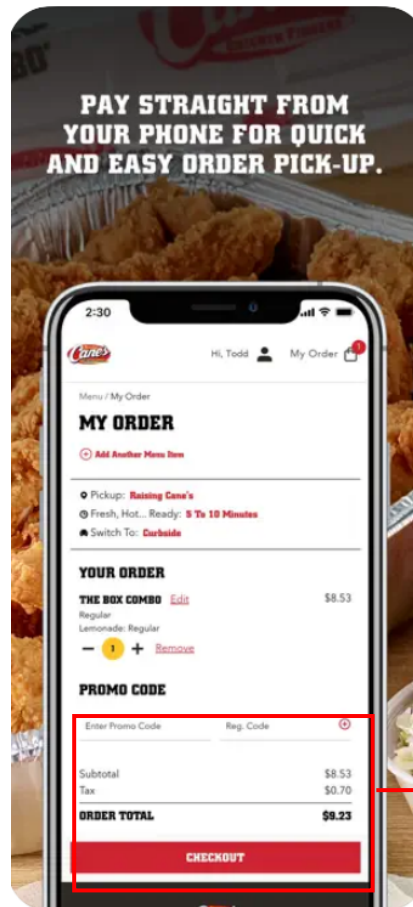 PAY STRAIGHT FROM
YOUR PHONE FOR QUICK
AND EASY ORDER PICK-UP.
2:30
Cane's
Hi, Todd
My Order
1
Menu / My Order
MY ORDER
Add Another Menu Item
Pickup: Raising Cane's
Fresh, Hot... Ready: 5 To 10 Minutes
Switch To: Curbside
YOUR ORDER
THE BOX COMBO Edit $8.53
Regular
Lemonade: Regular
− 1 + Remove
PROMO CODE
Enter Promo Code Reg. Code
Subtotal $8.53
Tax $0.70
ORDER TOTAL $9.23
CHECKOUT